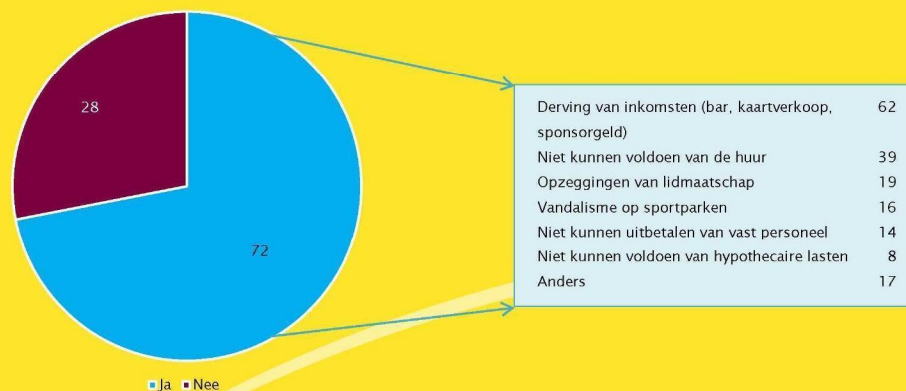 28
72
Derving van inkomsten (bar, kaartverkoop, 62
sponsorgeld)
Niet kunnen voldoen van de huur 39
Opzeggingen van lidmaatschap 19
Vandalisme op sportparken 16
Niet kunnen uitbetalen van vast personeel 14
Niet kunnen voldoen van hypothecaire lasten 8
Anders 17
Ja Nee